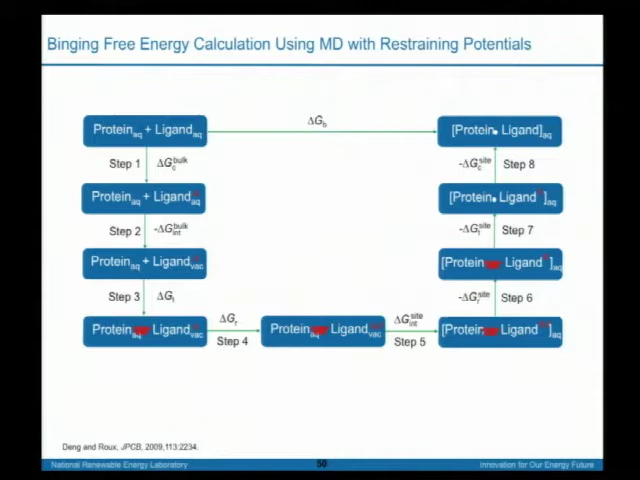 Binging Free Energy Calculation Using MD with Restraining Potentials
Protein_aq + Ligand_aq
ΔG_b
[Protein• Ligand]_aq
Step 1 ΔG_c^bulk
-ΔG_c^site Step 8
Protein_aq + Ligand_aq
[Protein• Ligand ]_aq
Step 2 -ΔG_int^bulk
-ΔG_t^site Step 7
Protein_aq + Ligand_vac
[Protein Ligand ]_aq
Step 3 ΔG_t
-ΔG_r^site Step 6
Protein_aq Ligand_vac
ΔG_r
Step 4
Protein_aq Ligand_vac
ΔG_int^site
Step 5
[Protein Ligand ]_aq
Deng and Roux, JPCB, 2009,113:2234.
National Renewable Energy Laboratory
50
Innovation for Our Energy Future